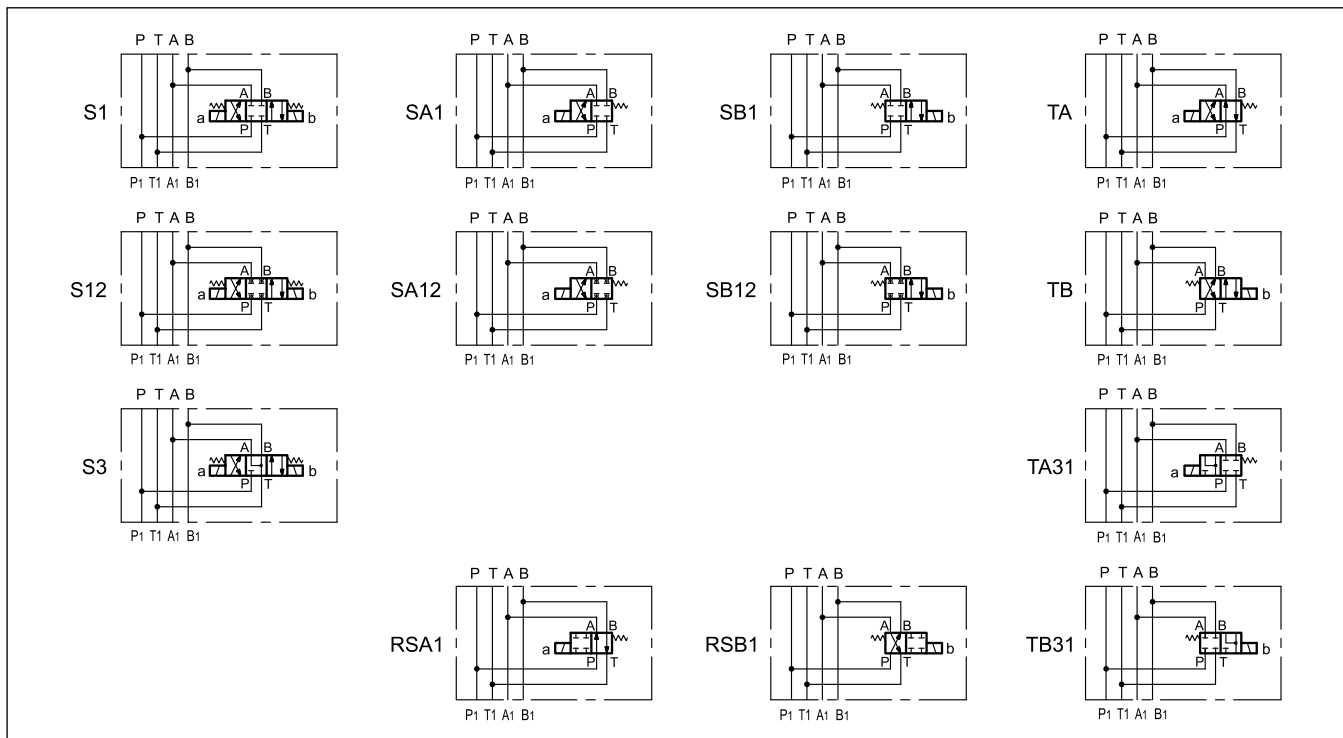 P T A B
A B
S1
a
b
P T
P1 T1 A1 B1
P T A B
A B
SA1
a
P T
P1 T1 A1 B1
P T A B
A B
SB1
b
P T
P1 T1 A1 B1
P T A B
A B
TA
a
P T
P1 T1 A1 B1
P T A B
A B
S12
a
b
P T
P1 T1 A1 B1
P T A B
A B
SA12
a
P T
P1 T1 A1 B1
P T A B
A B
SB12
b
P T
P1 T1 A1 B1
P T A B
A B
TB
b
P T
P1 T1 A1 B1
P T A B
A B
S3
a
b
P T
P1 T1 A1 B1
P T A B
A B
TA31
a
P T
P1 T1 A1 B1
P T A B
A B
RSA1
a
P T
P1 T1 A1 B1
P T A B
A B
RSB1
b
P T
P1 T1 A1 B1
P T A B
A B
TB31
b
P T
P1 T1 A1 B1